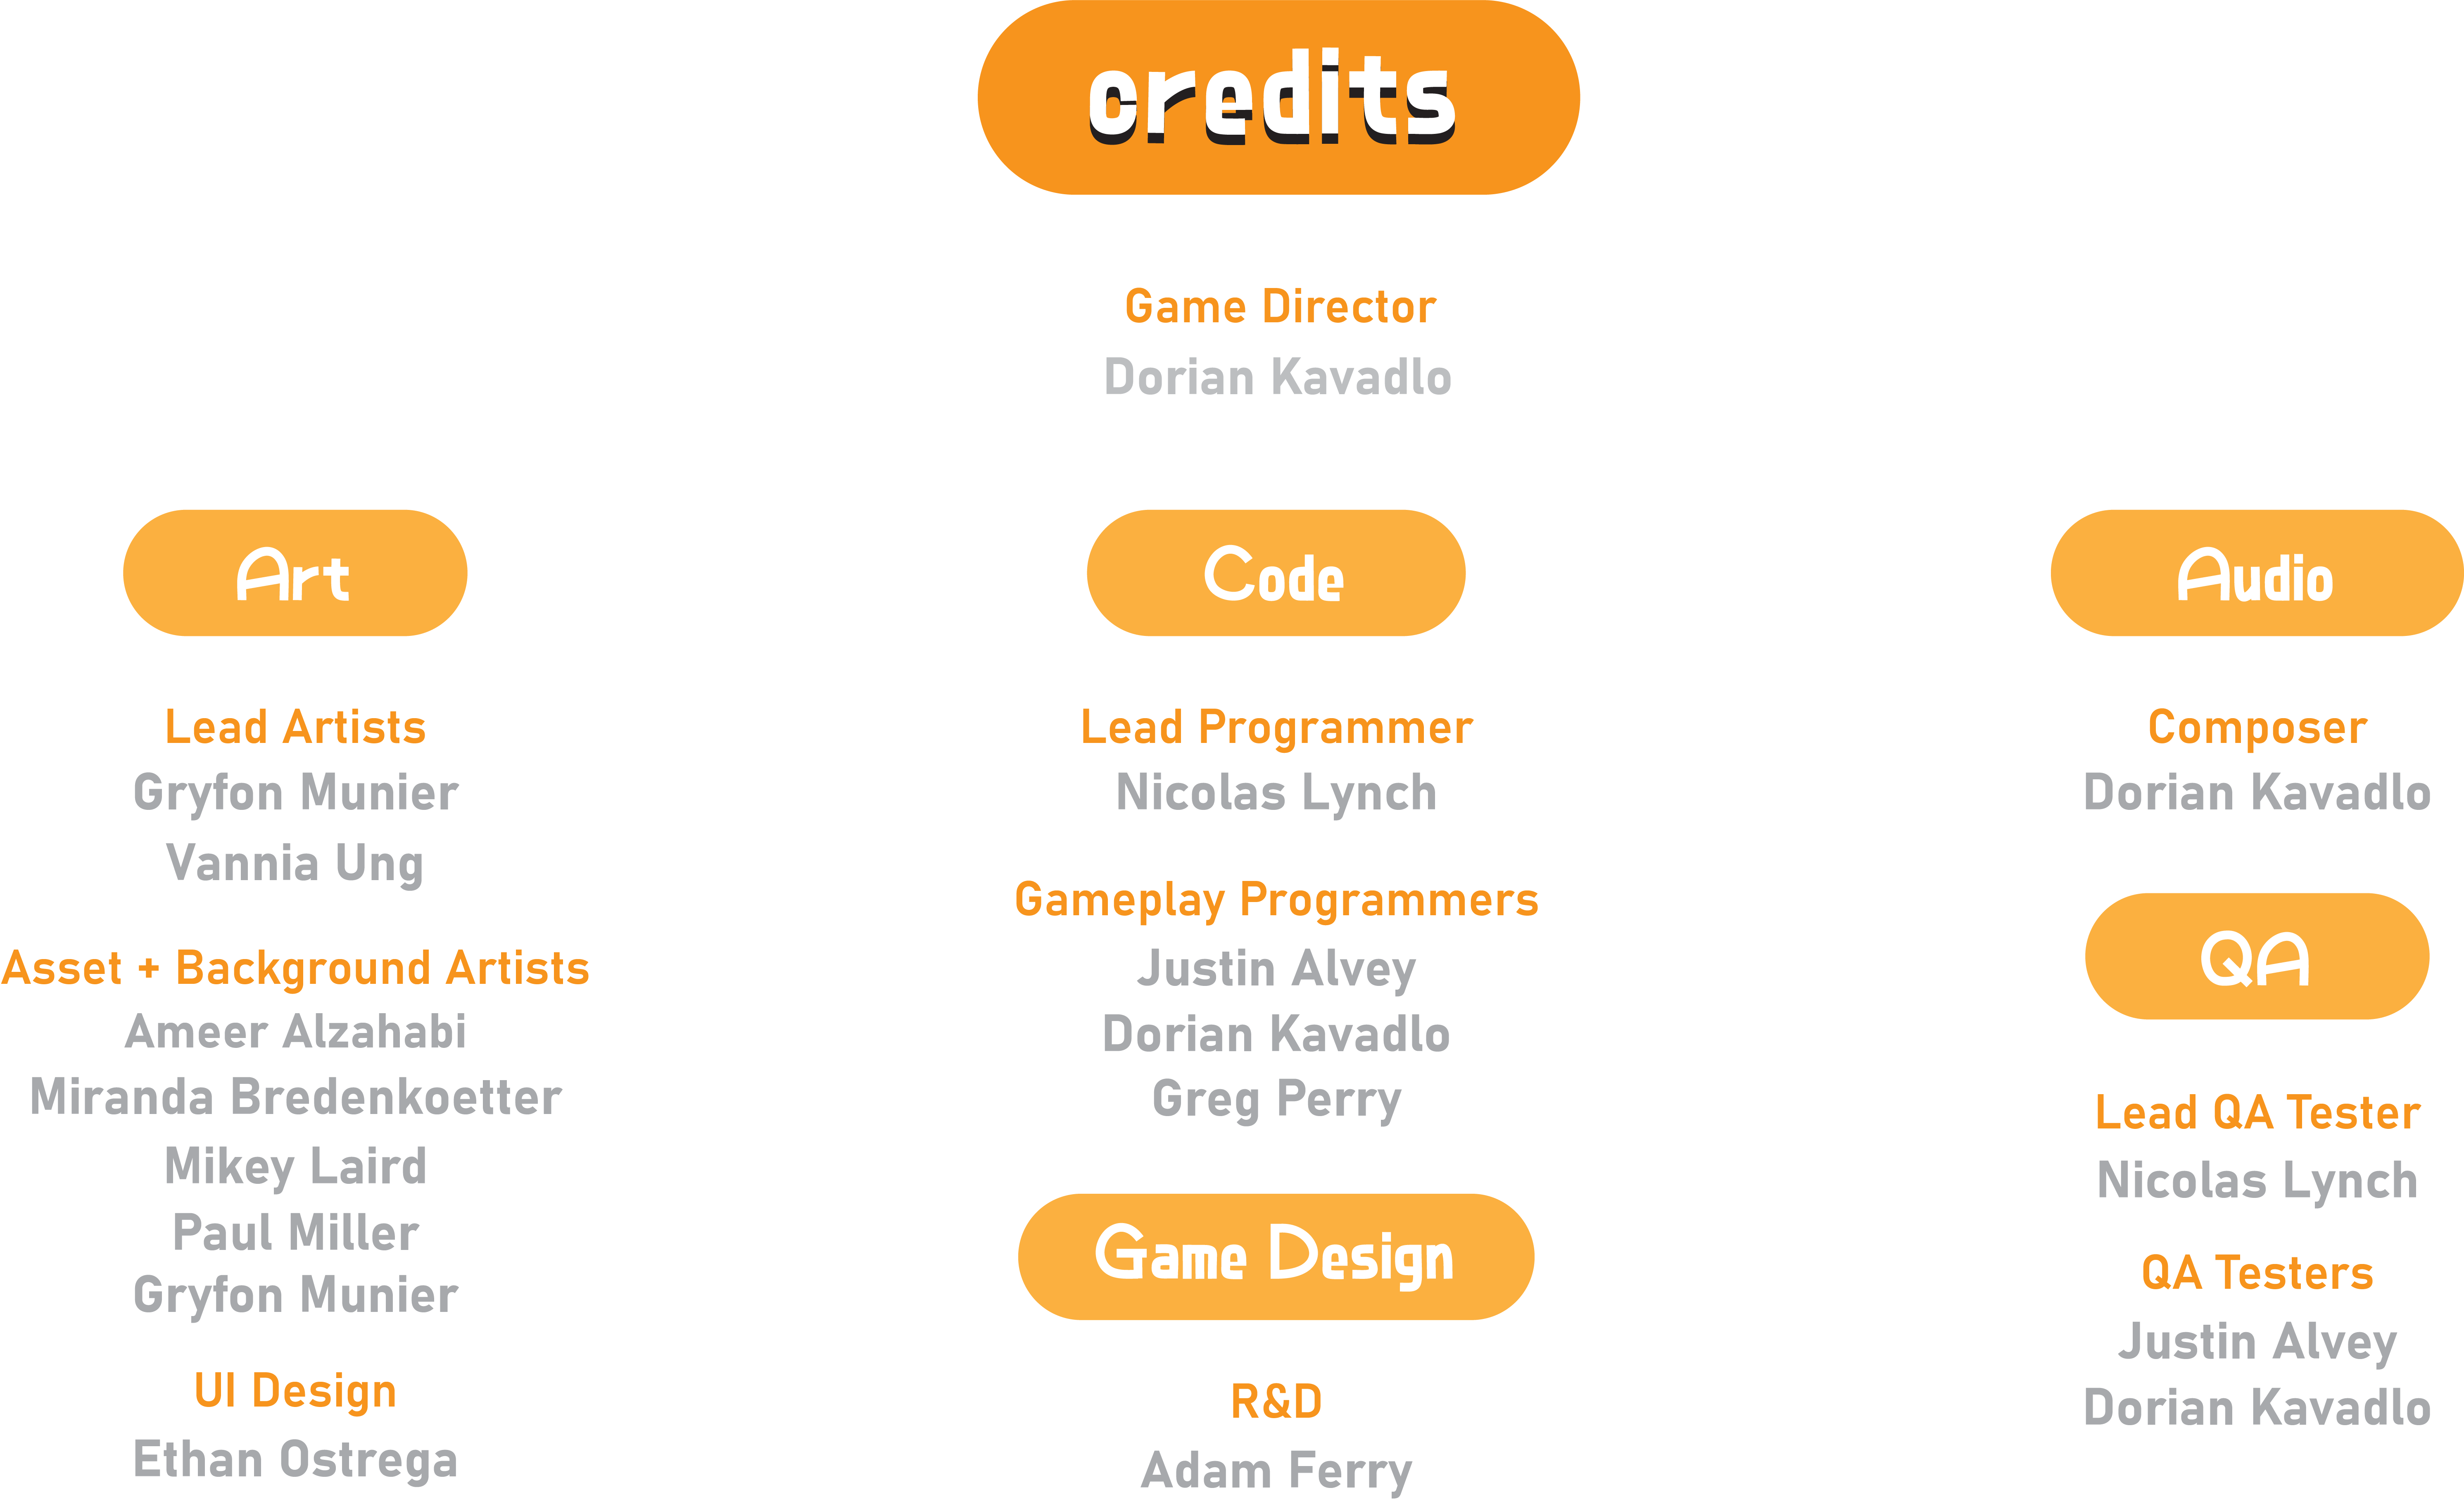 credits
Game Director
Dorian Kavadlo
Art
Lead Artists
Gryfon Munier
Vannia Ung
Asset + Background Artists
Ameer Alzahabi
Miranda Bredenkoetter
Mikey Laird
Paul Miller
Gryfon Munier
UI Design
Ethan Ostrega
Code
Lead Programmer
Nicolas Lynch
Gameplay Programmers
Justin Alvey
Dorian Kavadlo
Greg Perry
Game Design
R&D
Adam Ferry
Audio
Composer
Dorian Kavadlo
QA
Lead QA Tester
Nicolas Lynch
QA Testers
Justin Alvey
Dorian Kavadlo